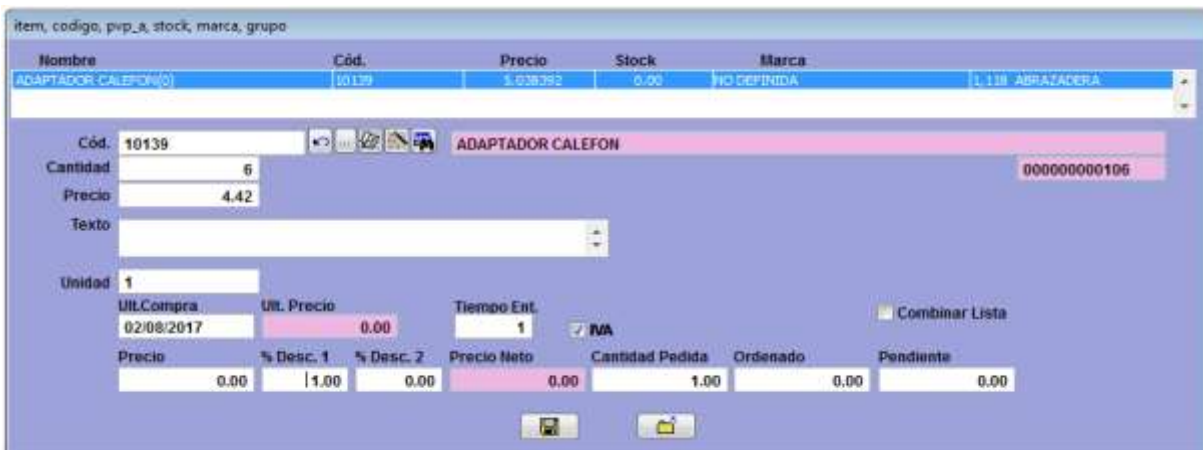 item, codigo, pvp_a, stock, marca, grupo
Nombre Cód. Precio Stock Marca
ADAPTADOR CALEFON(0) 10139 5.038392 0.00 NO DEFINIDA 1, 118 ABRAZADERA
Cód. 10139 ... ADAPTADOR CALEFON
Cantidad 6 000000000106
Precio 4.42
Texto
Unidad 1
Ult.Compra Ult. Precio Tiempo Ent. Combinar Lista
02/08/2017 0.00 1 IVA
Precio % Desc. 1 % Desc. 2 Precio Neto Cantidad Pedida Ordenado Pendiente
0.00 1.00 0.00 0.00 1.00 0.00 0.00